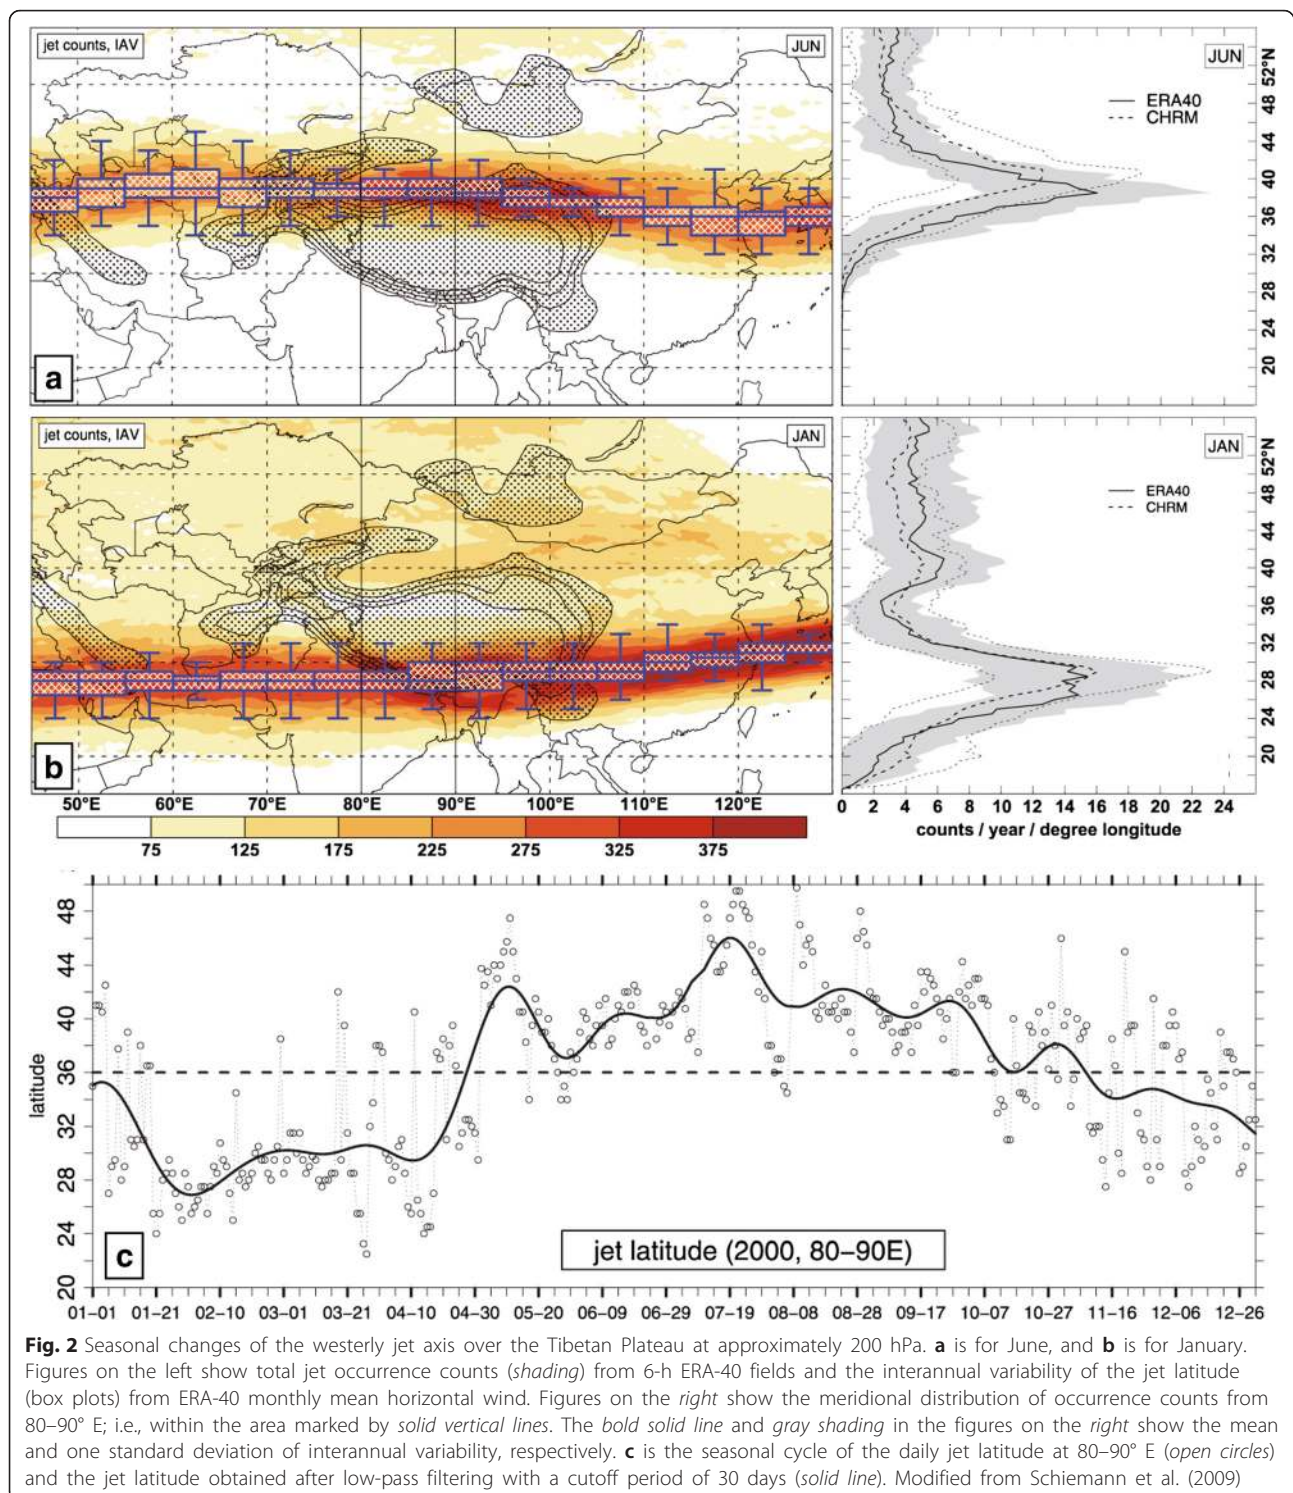 jet counts, IAV
JUN
a
JUN
ERA40
CHRM
52°N
48
44
40
36
32
28
24
20
jet counts, IAV
JAN
b
JAN
ERA40
CHRM
52°N
48
44
40
36
32
28
24
20
50°E 60°E 70°E 80°E 90°E 100°E 120°E
0 2 4 6 8 10 12 14 16 18 20 22 24
counts / year / degree longitude
75 125 175 225 275 325 375
latitude
48
44
40
36
32
28
24
20
c
jet latitude (2000, 80–90E)
01–01 01–21 02–10 03–01 03–21 04–10 04–30 05–20 06–09 06–29 07–19 08–08 08–28 09–17 10–07 10–27 11–16 12–06 12–26
Fig. 2 Seasonal changes of the westerly jet axis over the Tibetan Plateau at approximately 200 hPa. a is for June, and b is for January.
Figures on the left show total jet occurrence counts (shading) from 6-h ERA-40 fields and the interannual variability of the jet latitude
(box plots) from ERA-40 monthly mean horizontal wind. Figures on the right show the meridional distribution of occurrence counts from
80–90° E; i.e., within the area marked by solid vertical lines. The bold solid line and gray shading in the figures on the right show the mean
and one standard deviation of interannual variability, respectively. c is the seasonal cycle of the daily jet latitude at 80–90° E (open circles)
and the jet latitude obtained after low-pass filtering with a cutoff period of 30 days (solid line). Modified from Schiemann et al. (2009)